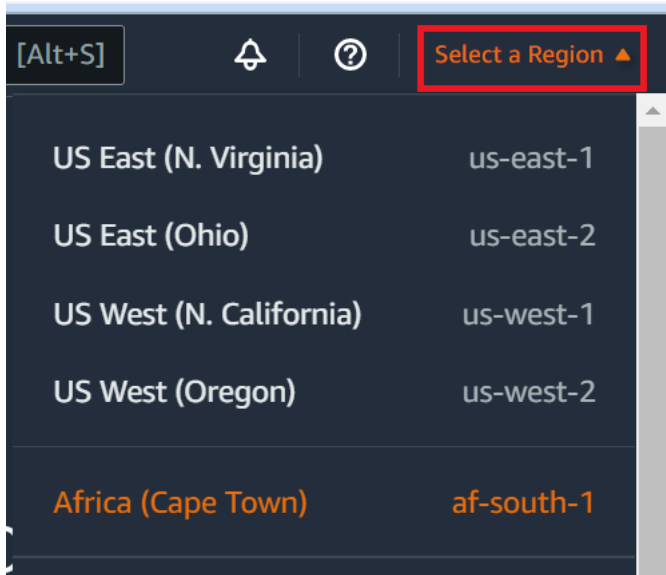 [Alt+S] Select a Region
US East (N. Virginia) us-east-1
US East (Ohio) us-east-2
US West (N. California) us-west-1
US West (Oregon) us-west-2
Africa (Cape Town) af-south-1